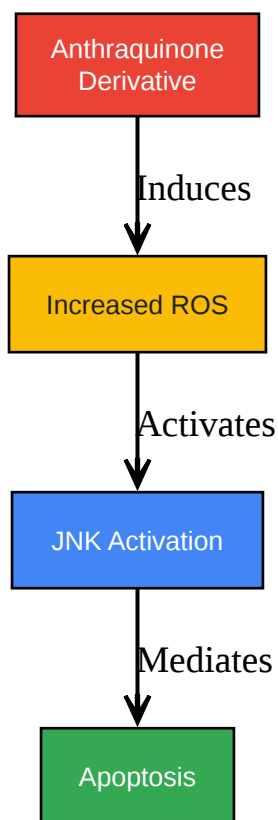 Anthraquinone
Derivative
Induces
Increased ROS
Activates
JNK Activation
Mediates
Apoptosis